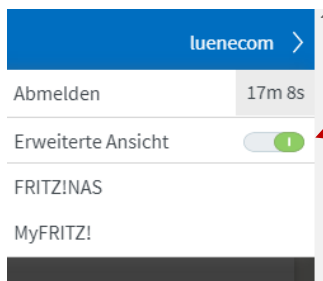 luenecom
Abmelden 17m 8s
Erweiterte Ansicht
FRITZ!NAS
MyFRITZ!